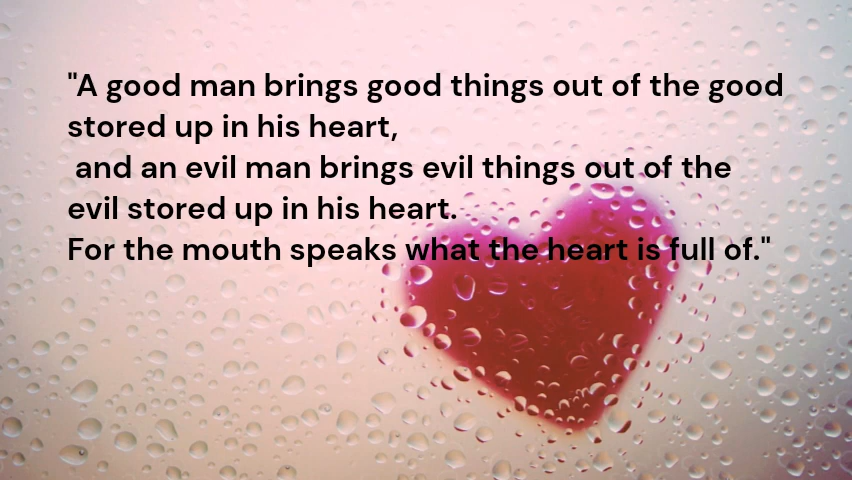 "A good man brings good things out of the good
stored up in his heart,
and an evil man brings evil things out of the
evil stored up in his heart.
For the mouth speaks what the heart is full of."